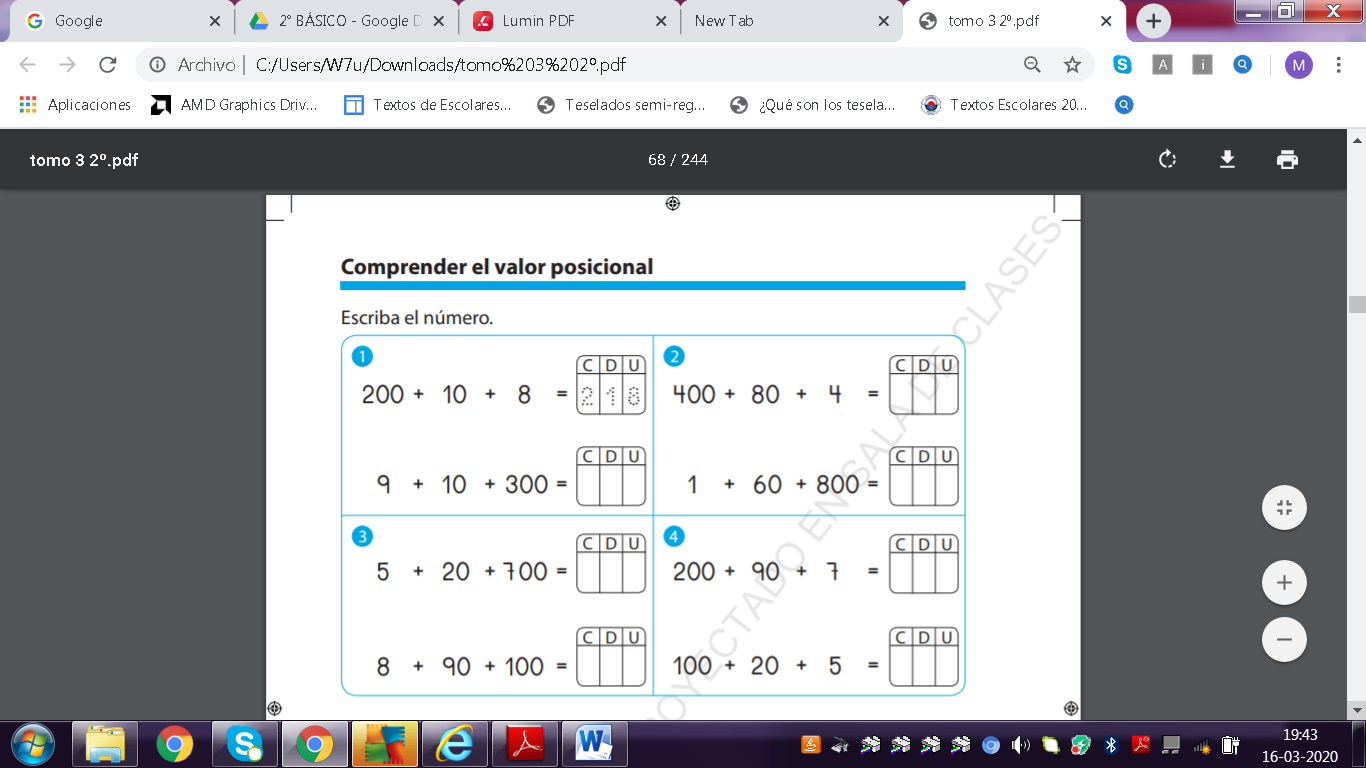 Google
2° BÁSICO - Google D
Lumin PDF
New Tab
tomo 3 2º.pdf
Archivo | C:/Users/W7u/Downloads/tomo%203%202º.pdf
M
Aplicaciones
AMD Graphics Driv...
Textos de Escolares...
Teselados semi-reg...
¿Qué son los tesela...
Textos Escolares 20...
tomo 3 2º.pdf
68 / 244
Comprender el valor posicional
Escriba el número.
1
C D U
200 + 10 + 8 = 2 1 8
C D U
9 + 10 + 300 =
2
C D U
400 + 80 + 4 =
C D U
1 + 60 + 800 =
3
C D U
5 + 20 + 700 =
C D U
8 + 90 + 100 =
4
C D U
200 + 90 + 7 =
C D U
100 + 20 + 5 =
OYECTADO EN SALA DE CLASES
19:43
16-03-2020